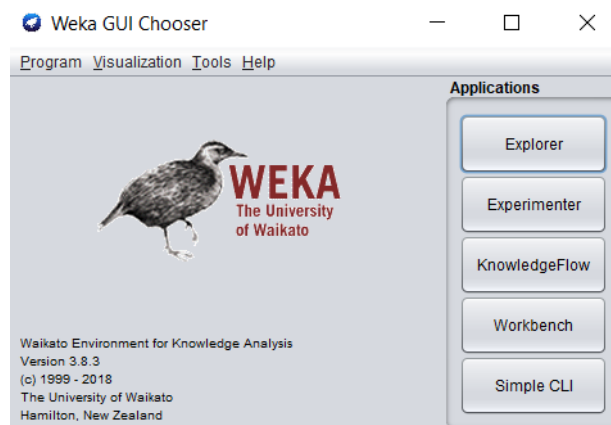 Weka GUI Chooser
Program Visualization Tools Help
Applications
WEKA
The University
of Waikato
Explorer
Experimenter
KnowledgeFlow
Workbench
Simple CLI
Waikato Environment for Knowledge Analysis
Version 3.8.3
(c) 1999 - 2018
The University of Waikato
Hamilton, New Zealand